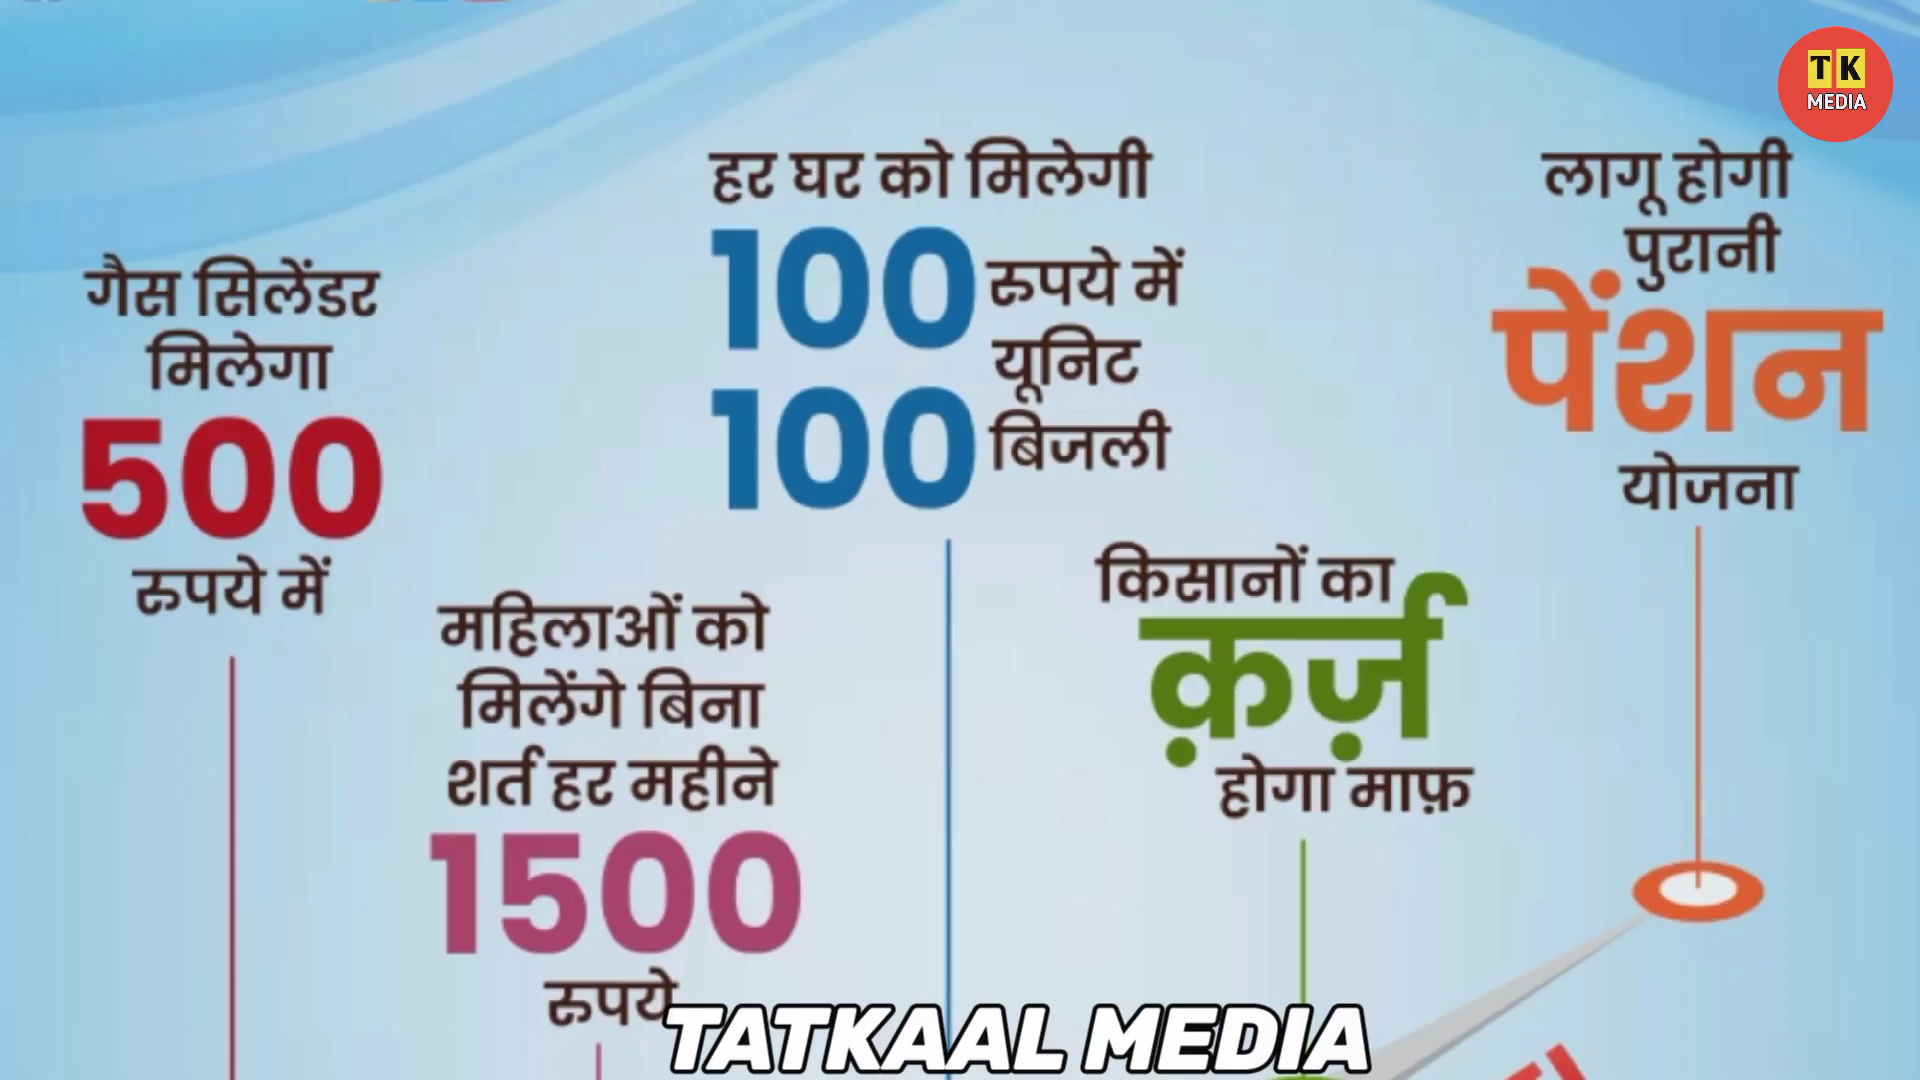 TK
MEDIA
गैस सिलेंडर
मिलेगा
500
रुपये में
महिलाओं को
मिलेंगे बिना
शर्त हर महीने
1500
रुपये
हर घर को मिलेगी
100 रुपये में
यूनिट
100 बिजली
किसानों का
क़र्ज़
होगा माफ़
लागू होगी
पुरानी
पेंशन
योजना
TATKAAL MEDIA